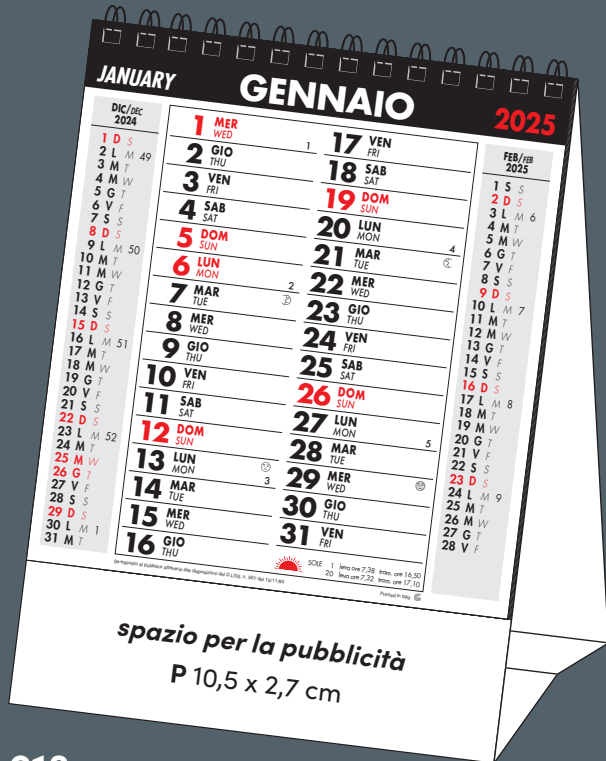 JANUARY GENNAIO 2025
DIC/DEC
2024
1 D S
2 L M 49
3 M T
4 M W
5 G T
6 V F
7 S S
8 D S
9 L M 50
10 M T
11 M W
12 G T
13 V F
14 S S
15 D S
16 L M 51
17 M T
18 M W
19 G T
20 V F
21 S S
22 D S
23 L M 52
24 M T
25 M W
26 G T
27 V F
28 S S
29 D S
30 L M 1
31 M T
1 MER
WED 1
2 GIO
THU
3 VEN
FRI
4 SAB
SAT
5 DOM
SUN
6 LUN
MON
7 MAR 2
TUE
8 MER
WED
9 GIO
THU
10 VEN
FRI
11 SAB
SAT
12 DOM
SUN
13 LUN
MON 3
14 MAR
TUE
15 MER
WED
16 GIO
THU
17 VEN
FRI
18 SAB
SAT
19 DOM
SUN
20 LUN
MON 4
21 MAR
TUE
22 MER
WED
23 GIO
THU
24 VEN
FRI
25 SAB
SAT
26 DOM
SUN
27 LUN
MON 5
28 MAR
TUE
29 MER
WED
30 GIO
THU
31 VEN
FRI
SOLE 1 leva ore 7,38 tram. ore 16,50
20 leva ore 7,32 tram. ore 17,10
FEB/FEB
2025
1 S S
2 D S
3 L M 6
4 M T
5 M W
6 G T
7 V F
8 S S
9 D S
10 L M 7
11 M T
12 M W
13 G T
14 V F
15 S S
16 D S
17 L M 8
18 M T
19 M W
20 G T
21 V F
22 S S
23 D S
24 L M 9
25 M T
26 M W
27 G T
28 V F
Printed in Italy
spazio per la pubblicità
P 10,5 x 2,7 cm